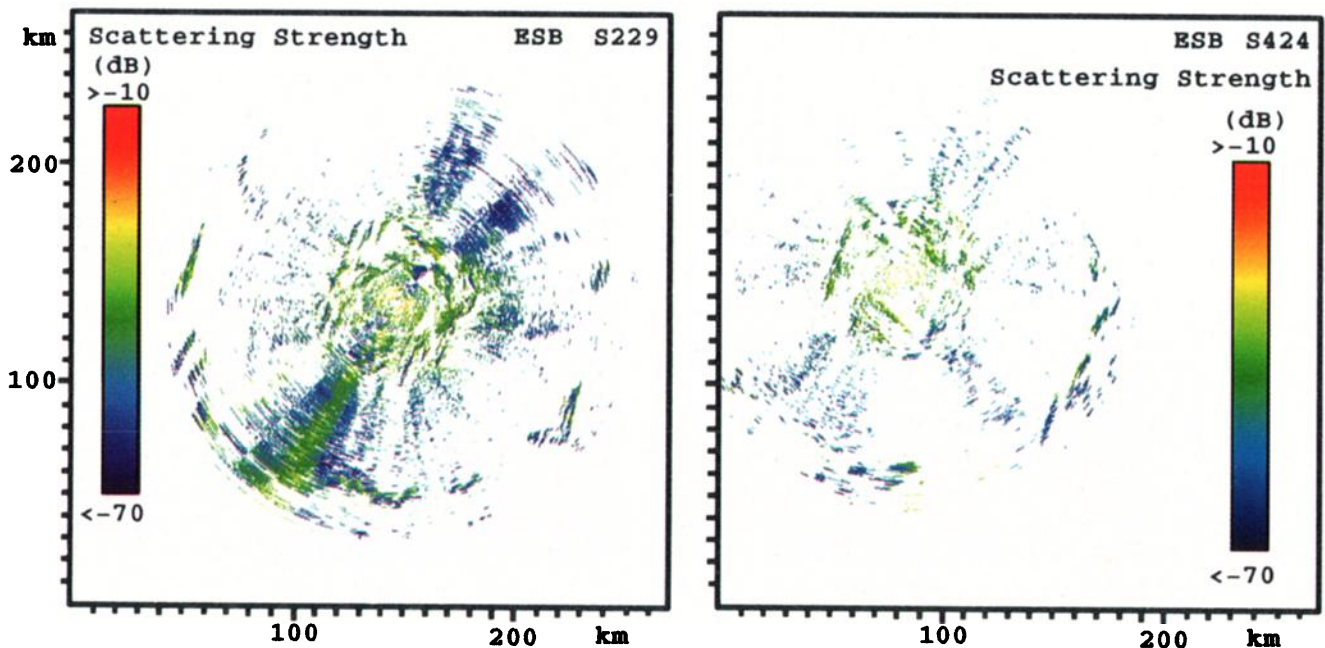 km
Scattering Strength
ESB S229
(dB)
>-10
200
100
<-70
100
200
km
ESB S424
Scattering Strength
(dB)
>-10
<-70
100
200
km